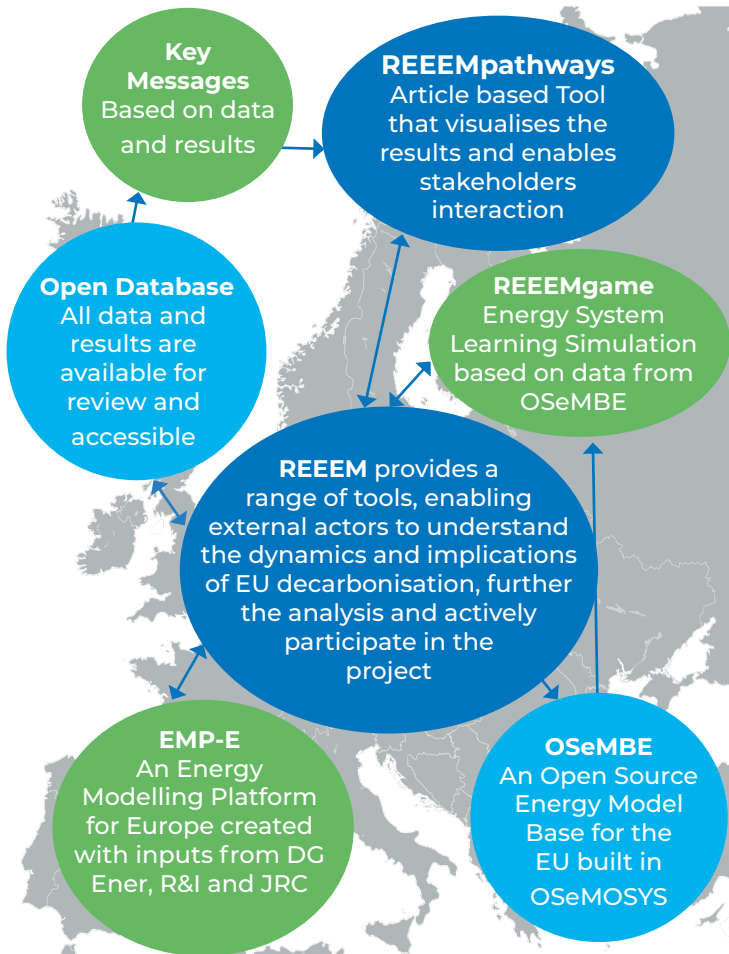 Key
Messages
Based on data
and results
REEEMpathways
Article based Tool
that visualises the
results and enables
stakeholders
interaction
Open Database
All data and
results are
available for
review and
accessible
REEEMgame
Energy System
Learning Simulation
based on data from
OSeMBE
REEEM provides a
range of tools, enabling
external actors to understand
the dynamics and implications
of EU decarbonisation, further
the analysis and actively
participate in the
project
EMP-E
An Energy
Modelling Platform
for Europe created
with inputs from DG
Ener, R&I and JRC
OSeMBE
An Open Source
Energy Model
Base for the
EU built in
OSeMOSYS